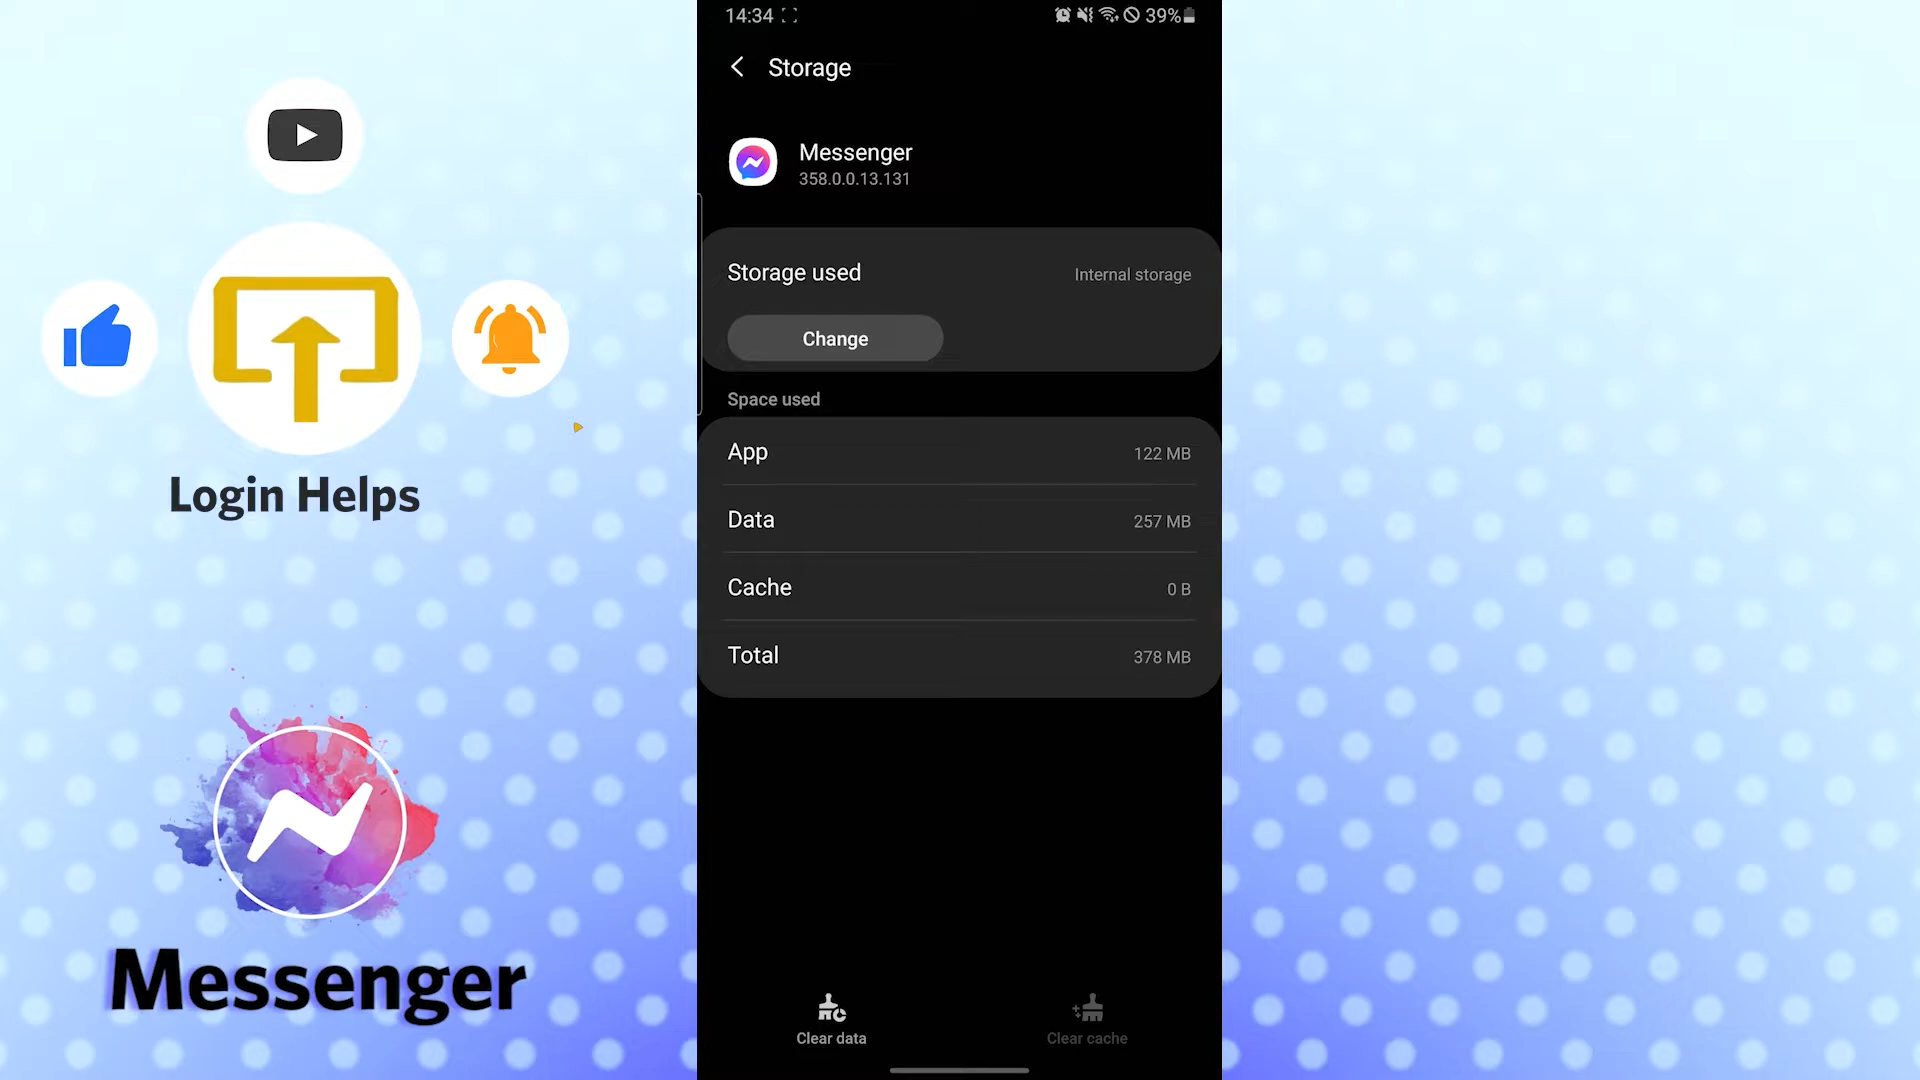 Login Helps
Messenger
14:34
39%
Storage
Messenger
358.0.0.13.131
Storage used
Internal storage
Change
Space used
App
122 MB
Data
257 MB
Cache
0 B
Total
378 MB
Clear data
Clear cache